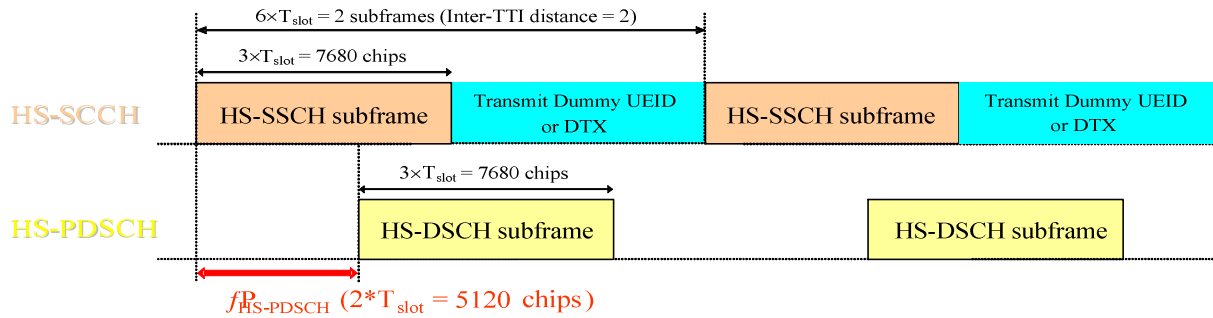 6×Tslot = 2 subframes (Inter-TTI distance = 2)
3×Tslot = 7680 chips
HS-SCCH
HS-SSCH subframe
Transmit Dummy UEID
or DTX
HS-SSCH subframe
Transmit Dummy UEID
or DTX
3×Tslot = 7680 chips
HS-PDSCH
HS-DSCH subframe
HS-DSCH subframe
fPHS-PDSCH (2*Tslot = 5120 chips)